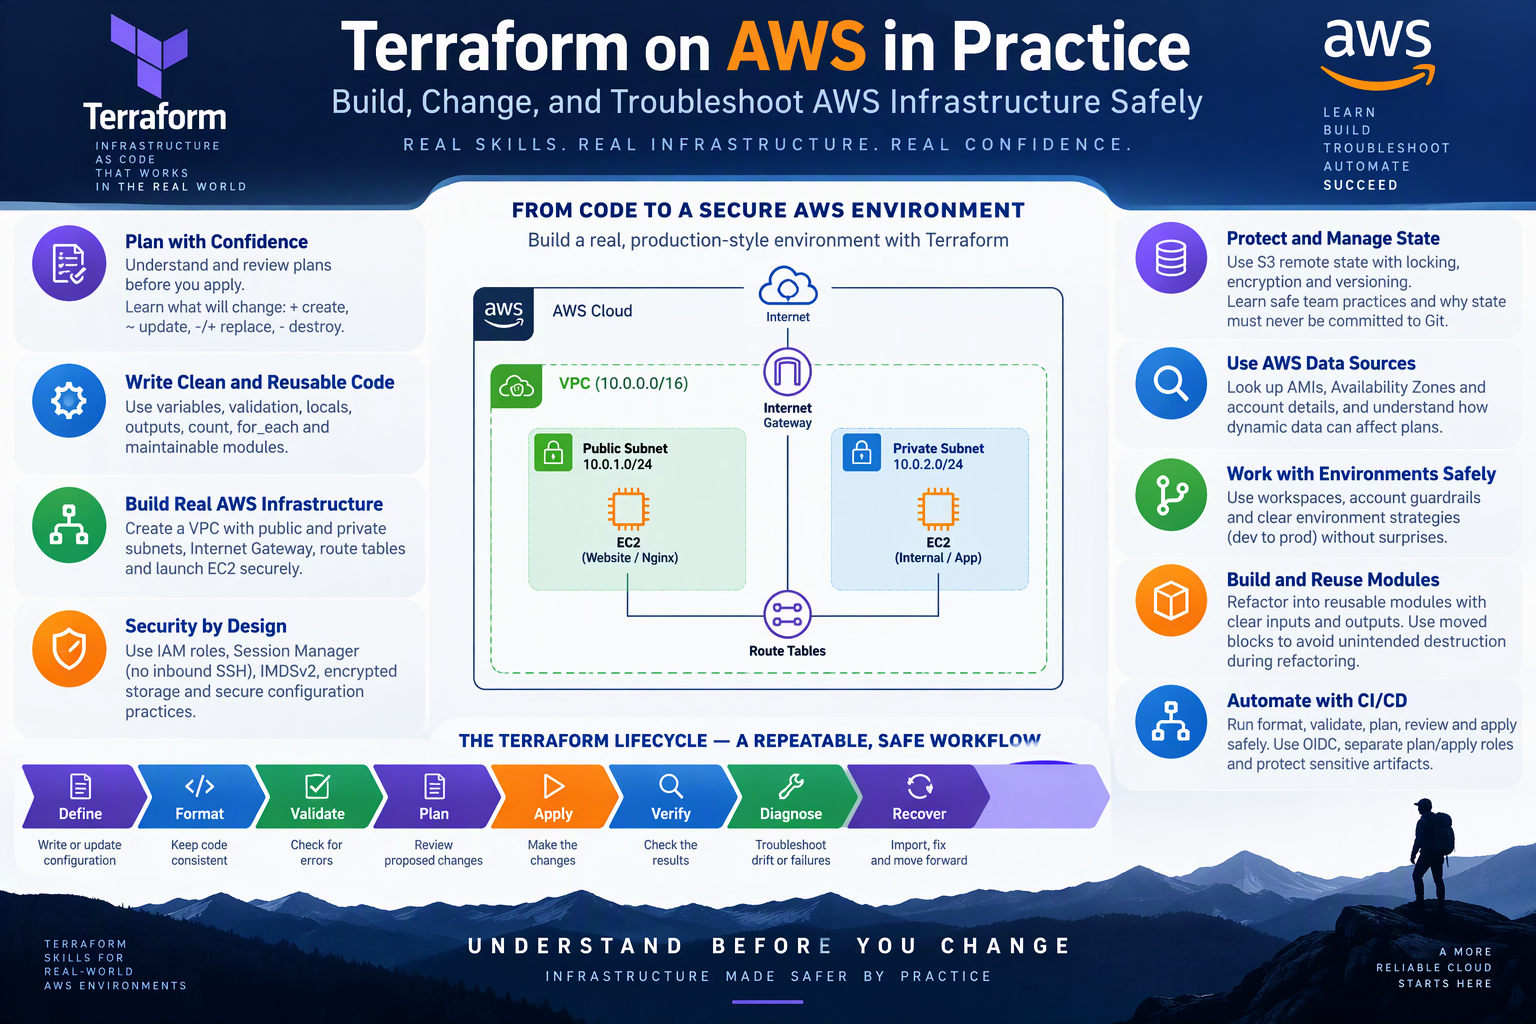 Terraform
INFRASTRUCTURE
AS CODE
THAT WORKS
IN THE REAL WORLD
Terraform on AWS in Practice
Build, Change, and Troubleshoot AWS Infrastructure Safely
REAL SKILLS. REAL INFRASTRUCTURE. REAL CONFIDENCE.
aws
LEARN
BUILD
TROUBLESHOOT
AUTOMATE
SUCCEED
Plan with Confidence
Understand and review plans
before you apply.
Learn what will change: + create,
~ update, -/+ replace, - destroy.
Write Clean and Reusable Code
Use variables, validation, locals,
outputs, count, for_each and
maintainable modules.
Build Real AWS Infrastructure
Create a VPC with public and private
subnets, Internet Gateway, route tables
and launch EC2 securely.
Security by Design
Use IAM roles, Session Manager
(no inbound SSH), IMDSv2, encrypted
storage and secure configuration
practices.
FROM CODE TO A SECURE AWS ENVIRONMENT
Build a real, production-style environment with Terraform
aws
AWS Cloud
Internet
VPC (10.0.0.0/16)
Internet
Gateway
Public Subnet
10.0.1.0/24
EC2
(Website / Nginx)
Private Subnet
10.0.2.0/24
EC2
(Internal / App)
Route Tables
Protect and Manage State
Use S3 remote state with locking,
encryption and versioning.
Learn safe team practices and why state
must never be committed to Git.
Use AWS Data Sources
Look up AMIs, Availability Zones and
account details, and understand how
dynamic data can affect plans.
Work with Environments Safely
Use workspaces, account guardrails
and clear environment strategies
(dev to prod) without surprises.
Build and Reuse Modules
Refactor into reusable modules with
clear inputs and outputs. Use moved
blocks to avoid unintended destruction
during refactoring.
Automate with CI/CD
Run format, validate, plan, review and apply
safely. Use OIDC, separate plan/apply roles
and protect sensitive artifacts.
THE TERRAFORM LIFECYCLE — A REPEATABLE, SAFE WORKFLOW
Define
Write or update
configuration
Format
Keep code
consistent
Validate
Check for
errors
Plan
Review
proposed changes
Apply
Make the
changes
Verify
Check the
results
Diagnose
Troubleshoot
drift or failures
Recover
Import, fix
and move forward
TERRAFORM
SKILLS FOR
REAL-WORLD
AWS ENVIRONMENTS
UNDERSTAND BEFORE YOU CHANGE
INFRASTRUCTURE MADE SAFER BY PRACTICE
A MORE
RELIABLE CLOUD
STARTS HERE